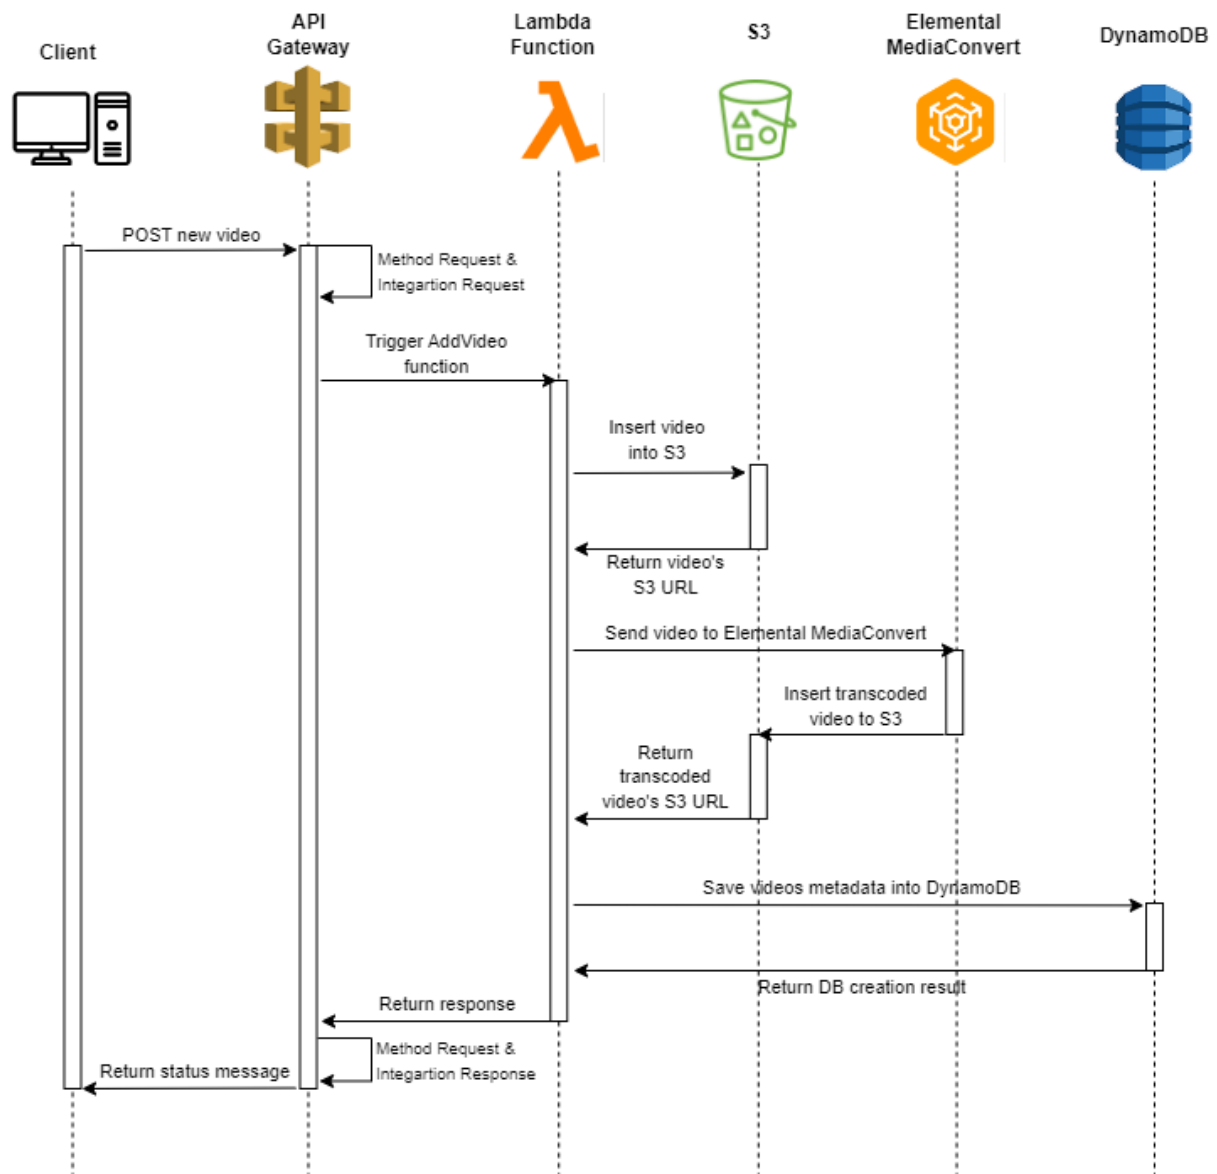 Client
API
Gateway
Lambda
Function
S3
Elemental
MediaConvert
DynamoDB
POST new video
Method Request &
Integartion Request
Trigger AddVideo
function
Insert video
into S3
Return video's
S3 URL
Send video to Elemental MediaConvert
Insert transcoded
video to S3
Return
transcoded
video's S3 URL
Save videos metadata into DynamoDB
Return DB creation result
Return response
Method Request &
Integartion Response
Return status message